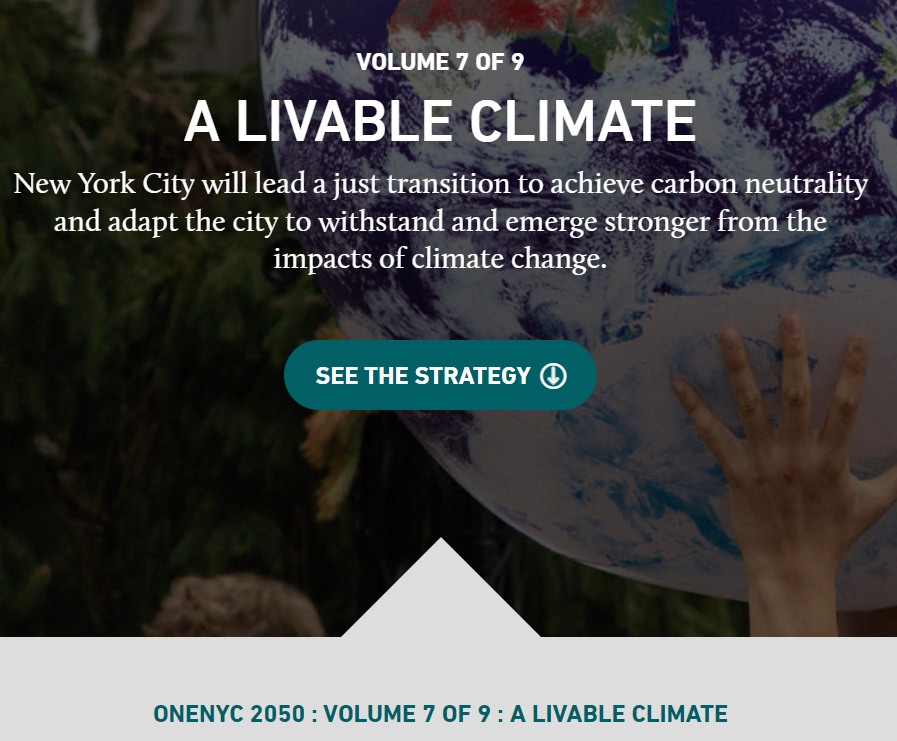 VOLUME 7 OF 9
A LIVABLE CLIMATE
New York City will lead a just transition to achieve carbon neutrality
and adapt the city to withstand and emerge stronger from the
impacts of climate change.
SEE THE STRATEGY
ONENYC 2050 : VOLUME 7 OF 9 : A LIVABLE CLIMATE